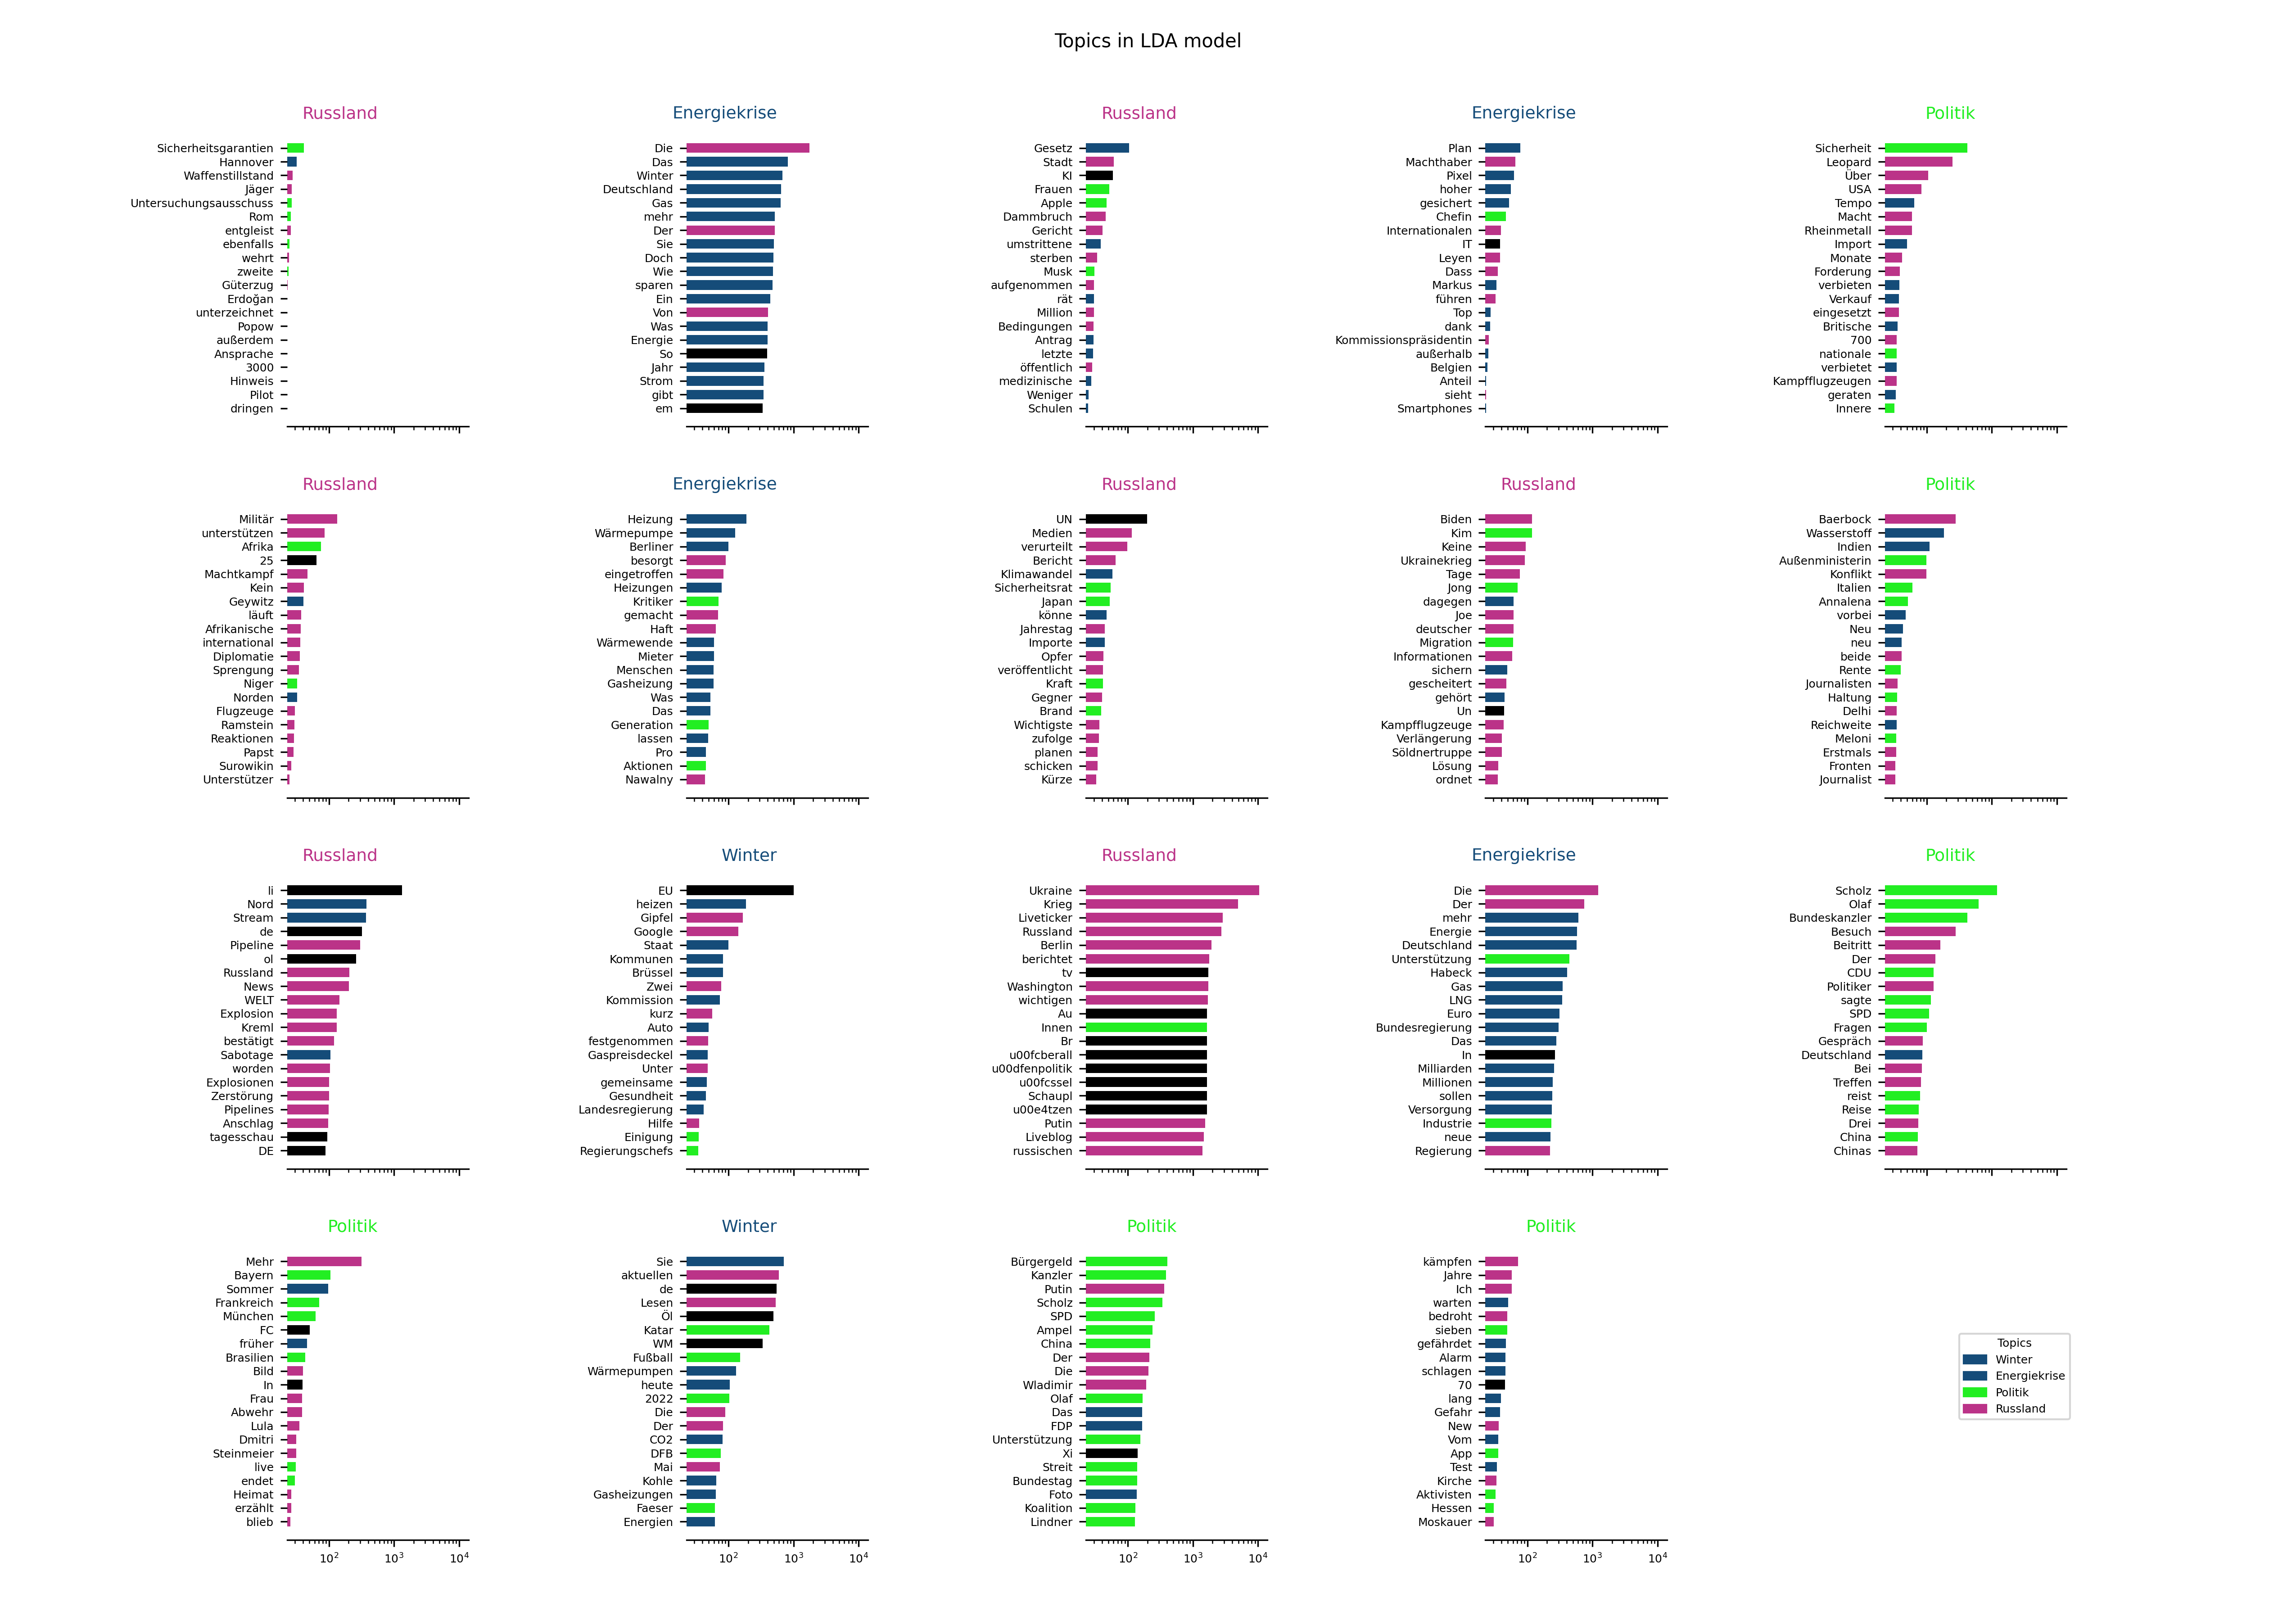 Topics in LDA model
Russland
Sicherheitsgarantien
Hannover
Waffenstillstand
Jäger
Untersuchungsausschuss
Rom
entgleist
ebenfalls
wehrt
zweite
Güterzug
Erdoğan
unterzeichnet
Popow
außerdem
Ansprache
3000
Hinweis
Pilot
dringen
Energiekrise
Die
Das
Winter
Deutschland
Gas
mehr
Der
Sie
Doch
Wie
sparen
Ein
Von
Was
Energie
So
Jahr
Strom
gibt
em
Russland
Gesetz
Stadt
KI
Frauen
Apple
Dammbruch
Gericht
umstrittene
sterben
Musk
aufgenommen
rät
Million
Bedingungen
Antrag
letzte
öffentlich
medizinische
Weniger
Schulen
Energiekrise
Plan
Machthaber
Pixel
hoher
gesichert
Chefin
Internationalen
IT
Leyen
Dass
Markus
führen
Top
dank
Kommissionspräsidentin
außerhalb
Belgien
Anteil
sieht
Smartphones
Politik
Sicherheit
Leopard
Über
USA
Tempo
Macht
Rheinmetall
Import
Monate
Forderung
verbieten
Verkauf
eingesetzt
Britische
700
nationale
verbietet
Kampfflugzeugen
geraten
Innere
Russland
Militär
unterstützen
Afrika
25
Machtkampf
Kein
Geywitz
läuft
Afrikanische
international
Diplomatie
Sprengung
Niger
Norden
Flugzeuge
Ramstein
Reaktionen
Papst
Surowikin
Unterstützer
Energiekrise
Heizung
Wärmepumpe
Berliner
besorgt
eingetroffen
Heizungen
Kritiker
gemacht
Haft
Wärmewende
Mieter
Menschen
Gasheizung
Was
Das
Generation
lassen
Pro
Aktionen
Nawalny
Russland
UN
Medien
verurteilt
Bericht
Klimawandel
Sicherheitsrat
Japan
könne
Jahrestag
Importe
Opfer
veröffentlicht
Kraft
Gegner
Brand
Wichtigste
zufolge
planen
schicken
Kürze
Russland
Biden
Kim
Keine
Ukrainekrieg
Tage
Jong
dagegen
Joe
deutscher
Migration
Informationen
sichern
gescheitert
gehört
Un
Kampfflugzeuge
Verlängerung
Söldnertruppe
Lösung
ordnet
Politik
Baerbock
Wasserstoff
Indien
Außenministerin
Konflikt
Italien
Annalena
vorbei
Neu
neu
beide
Rente
Journalisten
Haltung
Delhi
Reichweite
Meloni
Erstmals
Fronten
Journalist
Russland
li
Nord
Stream
de
Pipeline
ol
Russland
News
WELT
Explosion
Kreml
bestätigt
Sabotage
worden
Explosionen
Zerstörung
Pipelines
Anschlag
tagesschau
DE
Winter
EU
heizen
Gipfel
Google
Staat
Kommunen
Brüssel
Zwei
Kommission
kurz
Auto
festgenommen
Gaspreisdeckel
Unter
gemeinsame
Gesundheit
Landesregierung
Hilfe
Einigung
Regierungschefs
Russland
Ukraine
Krieg
Liveticker
Russland
Berlin
berichtet
tv
Washington
wichtigen
Au
Innen
Br
u00fcberall
u00dfenpolitik
u00fcssel
Schaupl
u00e4tzen
Putin
Liveblog
russischen
Energiekrise
Die
Der
mehr
Energie
Deutschland
Unterstützung
Habeck
Gas
LNG
Euro
Bundesregierung
Das
In
Milliarden
Millionen
sollen
Versorgung
Industrie
neue
Regierung
Politik
Scholz
Olaf
Bundeskanzler
Besuch
Beitritt
Der
CDU
Politiker
sagte
SPD
Fragen
Gespräch
Deutschland
Bei
Treffen
reist
Reise
Drei
China
Chinas
Politik
Mehr
Bayern
Sommer
Frankreich
München
FC
früher
Brasilien
Bild
In
Frau
Abwehr
Lula
Dmitri
Steinmeier
live
endet
Heimat
erzählt
blieb
10² 10³ 10⁴
Winter
Sie
aktuellen
de
Lesen
Öl
Katar
WM
Fußball
Wärmepumpen
heute
2022
Die
Der
CO2
DFB
Mai
Kohle
Gasheizungen
Faeser
Energien
10² 10³ 10⁴
Politik
Bürgergeld
Kanzler
Putin
Scholz
SPD
Ampel
China
Der
Die
Wladimir
Olaf
Das
FDP
Unterstützung
Xi
Streit
Bundestag
Foto
Koalition
Lindner
10² 10³ 10⁴
Politik
kämpfen
Jahre
Ich
warten
bedroht
sieben
gefährdet
Alarm
schlagen
70
lang
Gefahr
New
Vom
App
Test
Kirche
Aktivisten
Hessen
Moskauer
10² 10³ 10⁴
Topics
Winter
Energiekrise
Politik
Russland